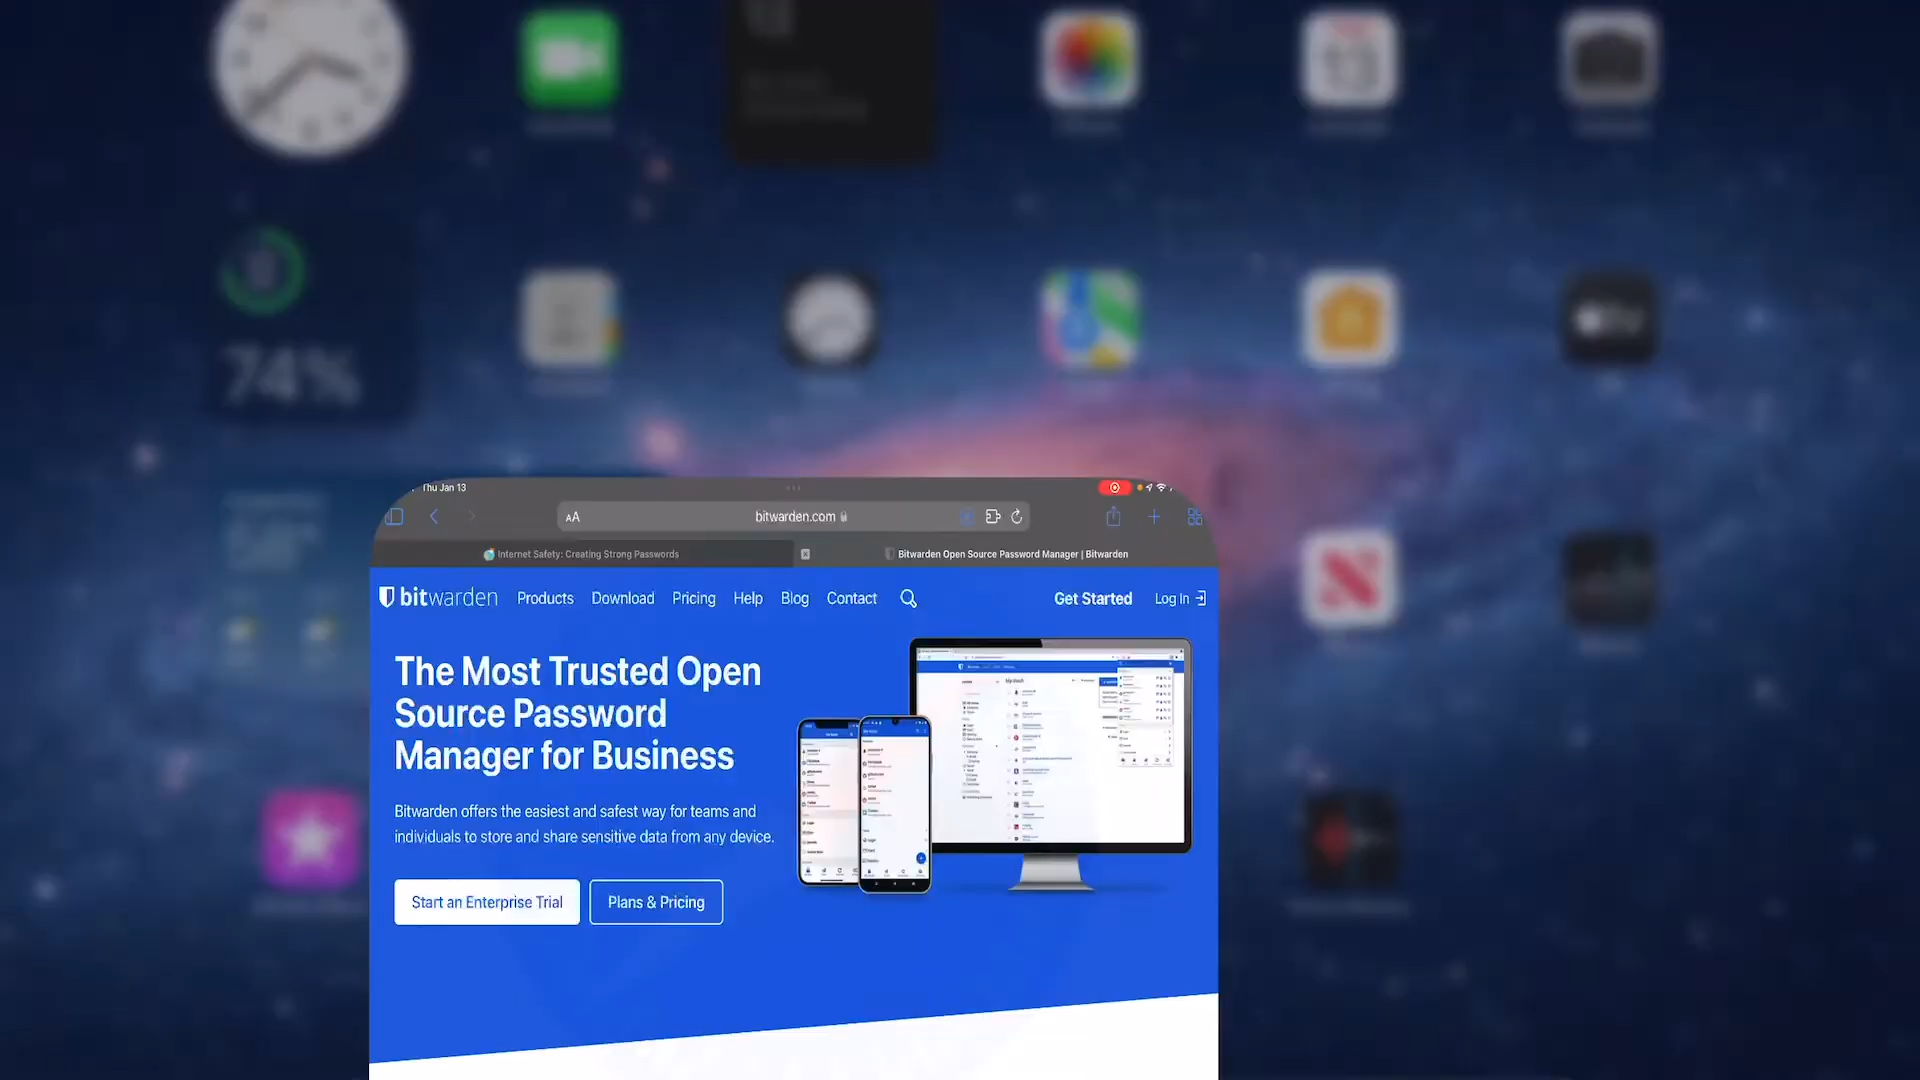 74%
Thu Jan 13
AA
bitwarden.com
Internet Safety: Creating Strong Passwords
Bitwarden Open Source Password Manager | Bitwarden
bitwarden
Products
Download
Pricing
Help
Blog
Contact
Get Started
Log In
The Most Trusted Open
Source Password
Manager for Business
Bitwarden offers the easiest and safest way for teams and
individuals to store and share sensitive data from any device.
Start an Enterprise Trial
Plans & Pricing